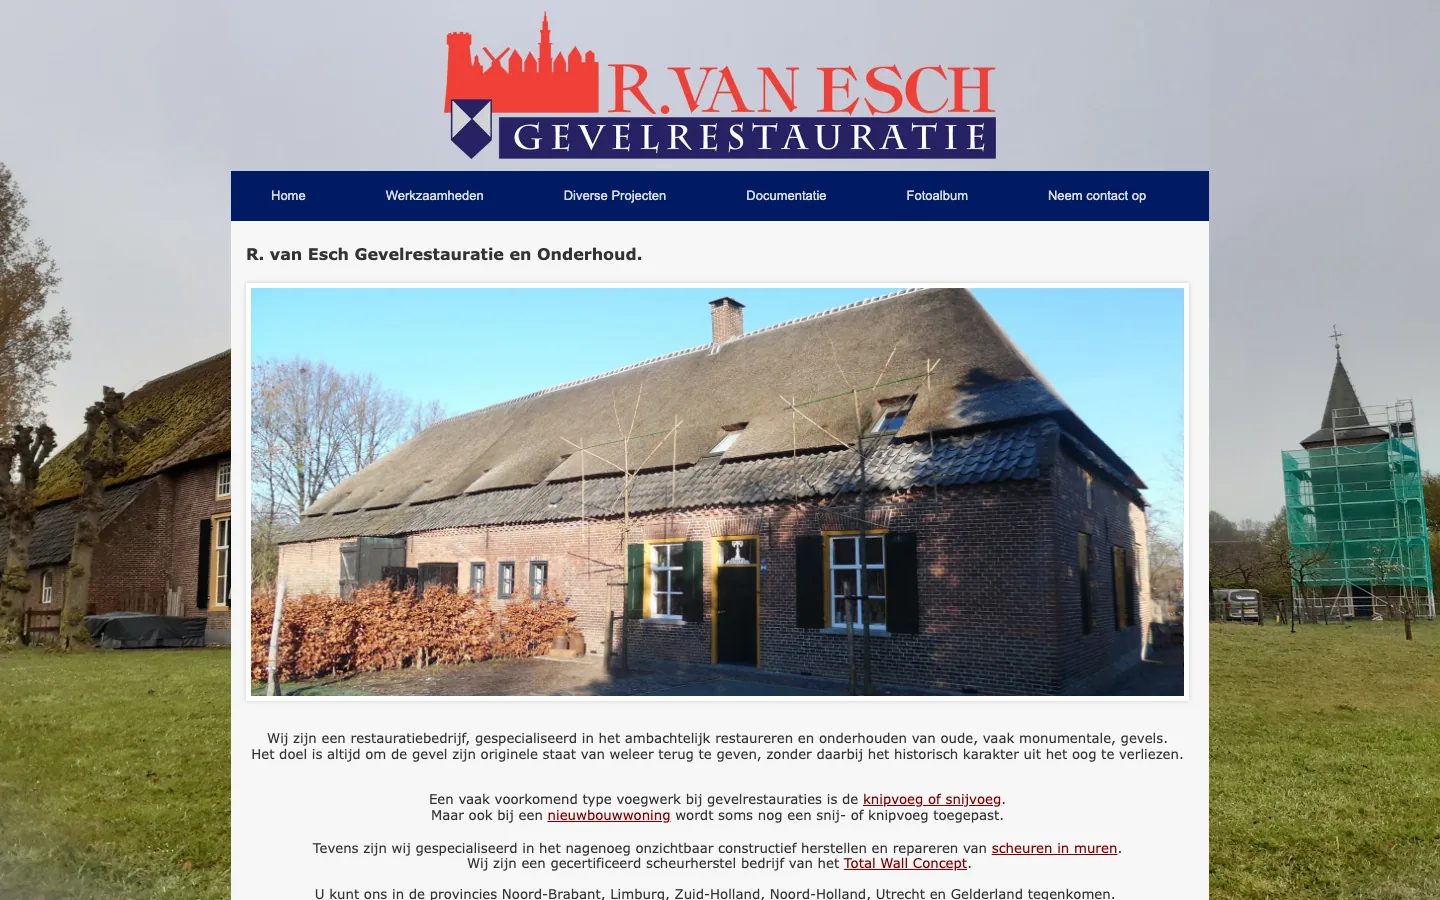 R. VAN ESCH
GEVELRESTAURATIE
Home
Werkzaamheden
Diverse Projecten
Documentatie
Fotoalbum
Neem contact op
R. van Esch Gevelrestauratie en Onderhoud.
Wij zijn een restauratiebedrijf, gespecialiseerd in het ambachtelijk restaureren en onderhouden van oude, vaak monumentale, gevels.
Het doel is altijd om de gevel zijn originele staat van weleer terug te geven, zonder daarbij het historisch karakter uit het oog te verliezen.
Een vaak voorkomend type voegwerk bij gevelrestauraties is de knipvoeg of snijvoeg.
Maar ook bij een nieuwbouwwoning wordt soms nog een snij- of knipvoeg toegepast.
Tevens zijn wij gespecialiseerd in het nagenoeg onzichtbaar constructief herstellen en repareren van scheuren in muren.
Wij zijn een gecertificeerd scheurherstel bedrijf van het Total Wall Concept.
U kunt ons in de provincies Noord-Brabant, Limburg, Zuid-Holland, Noord-Holland, Utrecht en Gelderland tegenkomen.